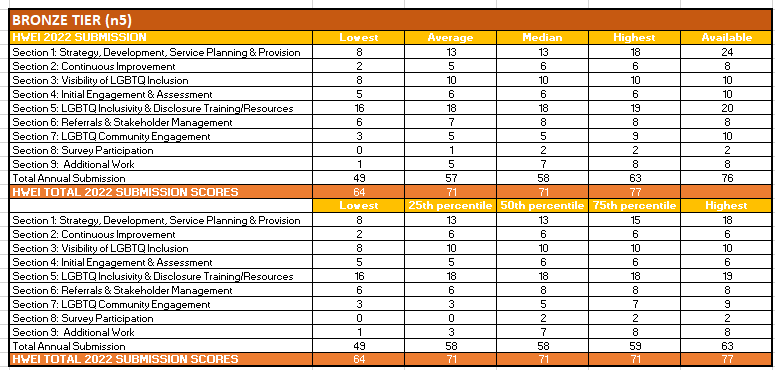 BRONZE TIER (n5)
HWEI 2022 SUBMISSION Lowest Average Median Highest Available
Section 1: Strategy, Development, Service Planning & Provision 8 13 13 18 24
Section 2: Continuous Improvement 2 5 6 6 8
Section 3: Visibility of LGBTQ Inclusion 8 10 10 10 10
Section 4: Initial Engagement & Assessment 5 6 6 6 10
Section 5: LGBTQ Inclusivity & Disclosure Training/Resources 16 18 18 19 20
Section 6: Referrals & Stakeholder Management 6 7 8 8 8
Section 7: LGBTQ Community Engagement 3 5 5 9 10
Section 8: Survey Participation 0 1 2 2 2
Section 9: Additional Work 1 5 7 8 8
Total Annual Submission 49 57 58 63 76
HWEI TOTAL 2022 SUBMISSION SCORES 64 71 71 77
Lowest 25th percentile 50th percentile 75th percentile Highest
Section 1: Strategy, Development, Service Planning & Provision 8 13 13 15 18
Section 2: Continuous Improvement 2 6 6 6 6
Section 3: Visibility of LGBTQ Inclusion 8 10 10 10 10
Section 4: Initial Engagement & Assessment 5 5 6 6 6
Section 5: LGBTQ Inclusivity & Disclosure Training/Resources 16 18 18 18 19
Section 6: Referrals & Stakeholder Management 6 6 8 8 8
Section 7: LGBTQ Community Engagement 3 3 5 7 9
Section 8: Survey Participation 0 0 2 2 2
Section 9: Additional Work 1 3 7 8 8
Total Annual Submission 49 58 58 59 63
HWEI TOTAL 2022 SUBMISSION SCORES 64 71 71 71 77